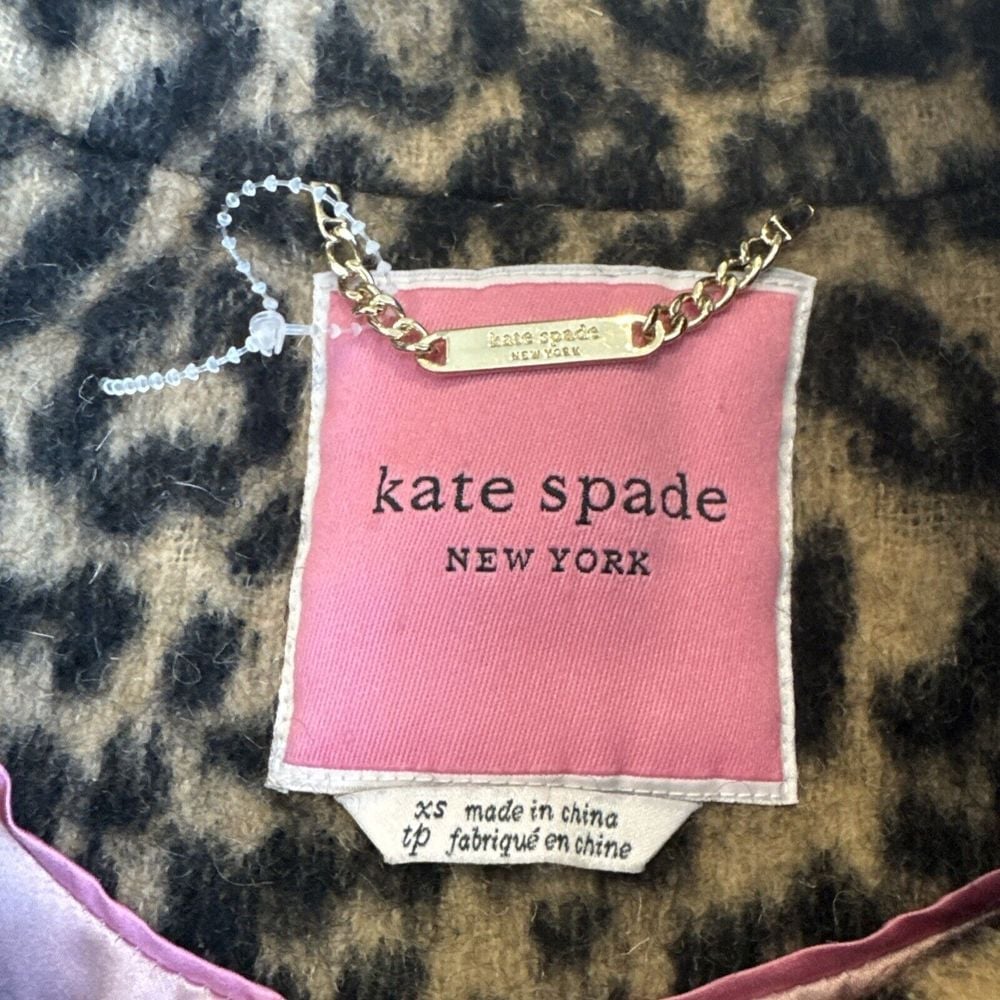 kate spade
NEW YORK
kate spade
NEW YORK
xs made in china
tp fabriqué en chine